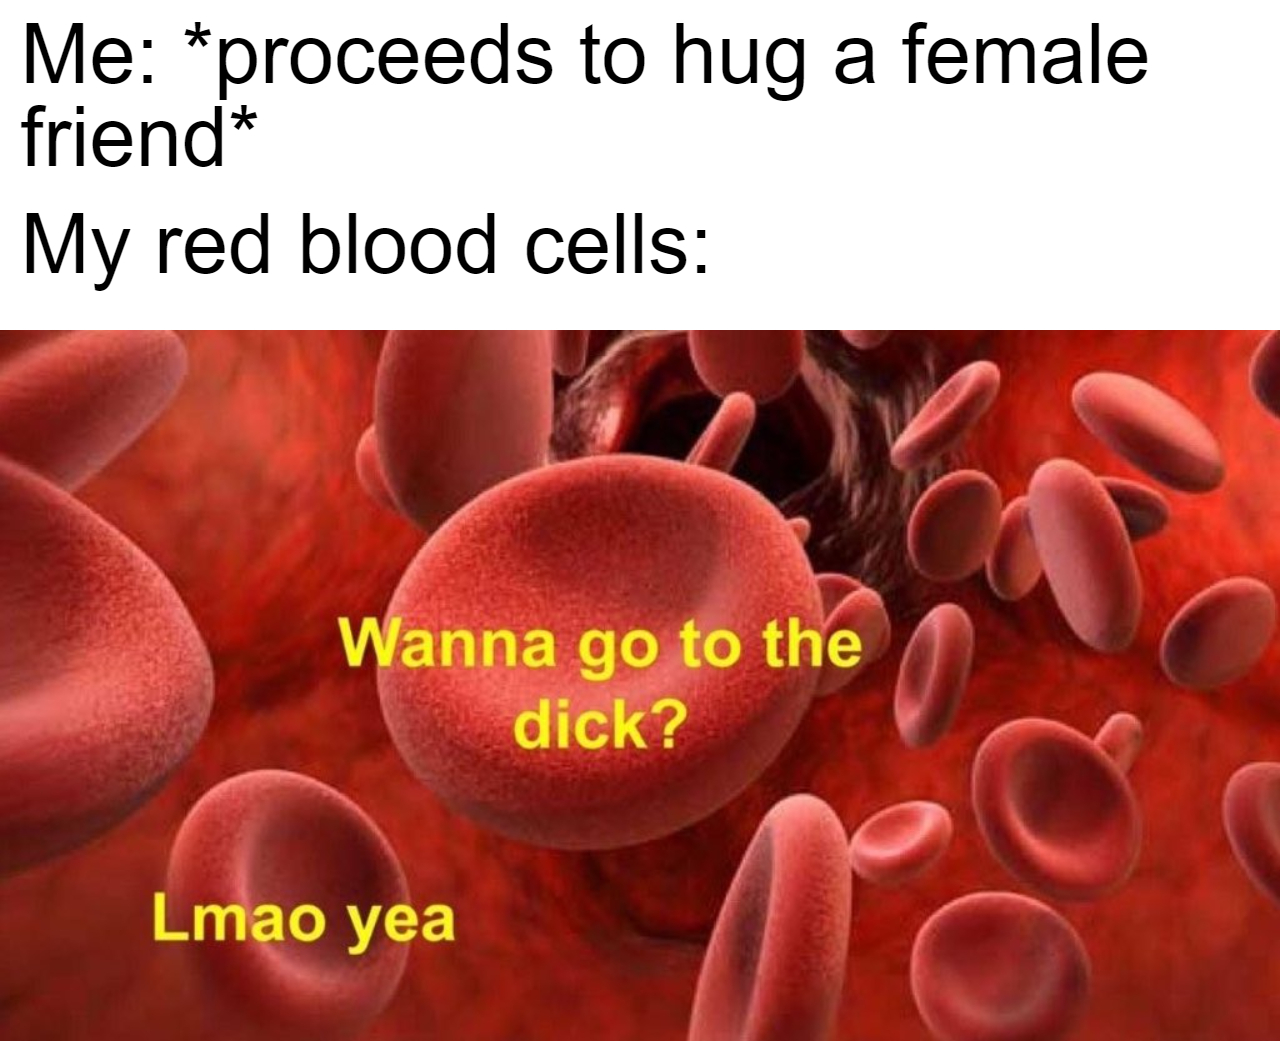 Me: *proceeds to hug a female
friend*
My red blood cells:
Wanna go to the
dick?
Lmao yea